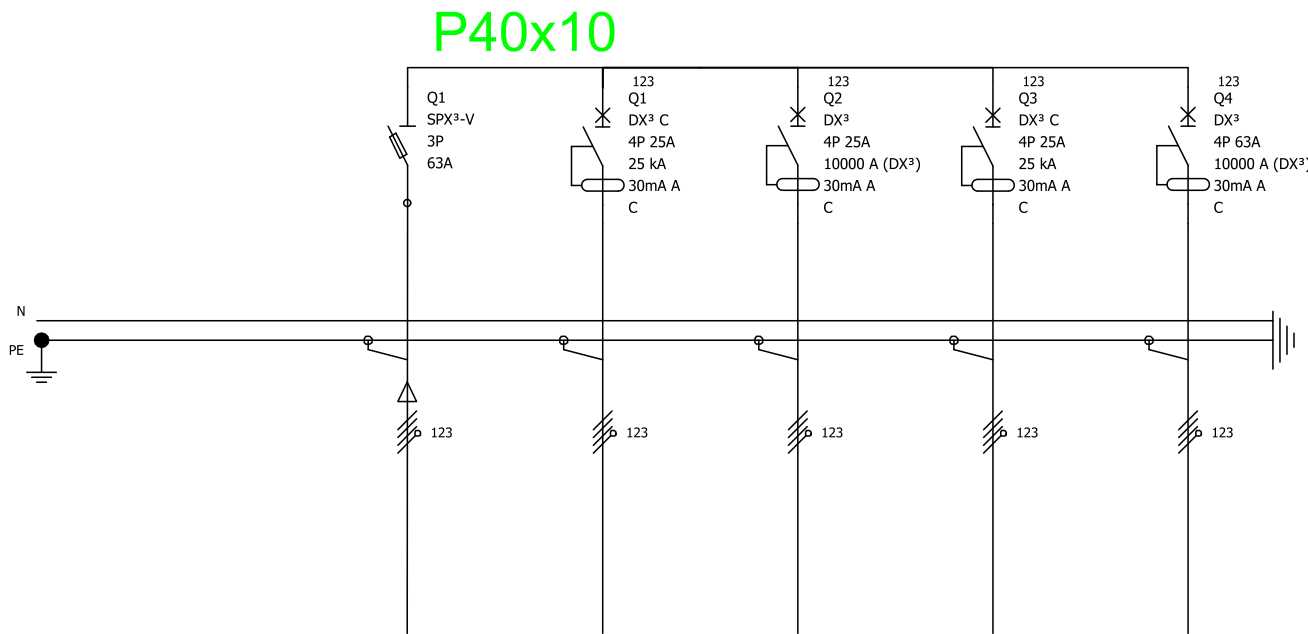 P40x10
Q1
SPX³-V
3P
63A
123
Q1
DX³ C
4P 25A
25 kA
30mA A
C
123
Q2
DX³
4P 25A
10000 A (DX³)
30mA A
C
123
Q3
DX³ C
4P 25A
25 kA
30mA A
C
123
Q4
DX³
4P 63A
10000 A (DX³)
30mA A
C
N
PE
123
123
123
123
123